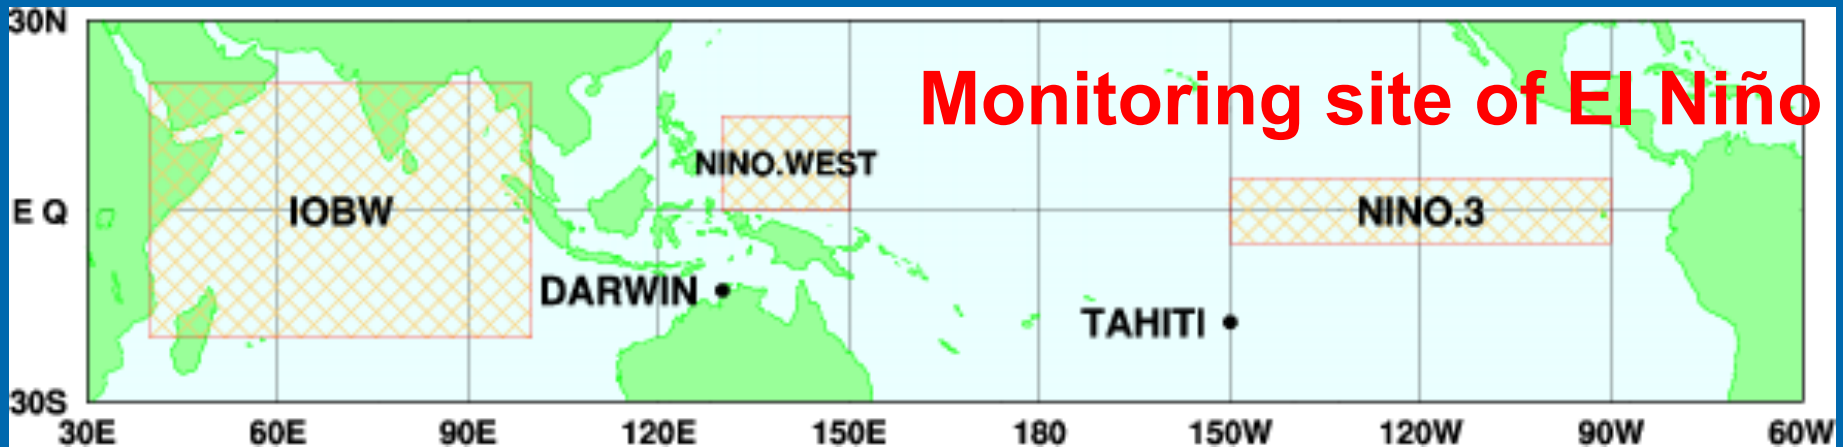 30N
Monitoring site of El Niño
NINO.WEST
E Q
IOBW
NINO.3
DARWIN
TAHITI
30S
30E 60E 90E 120E 150E 180 150W 120W 90W 60W